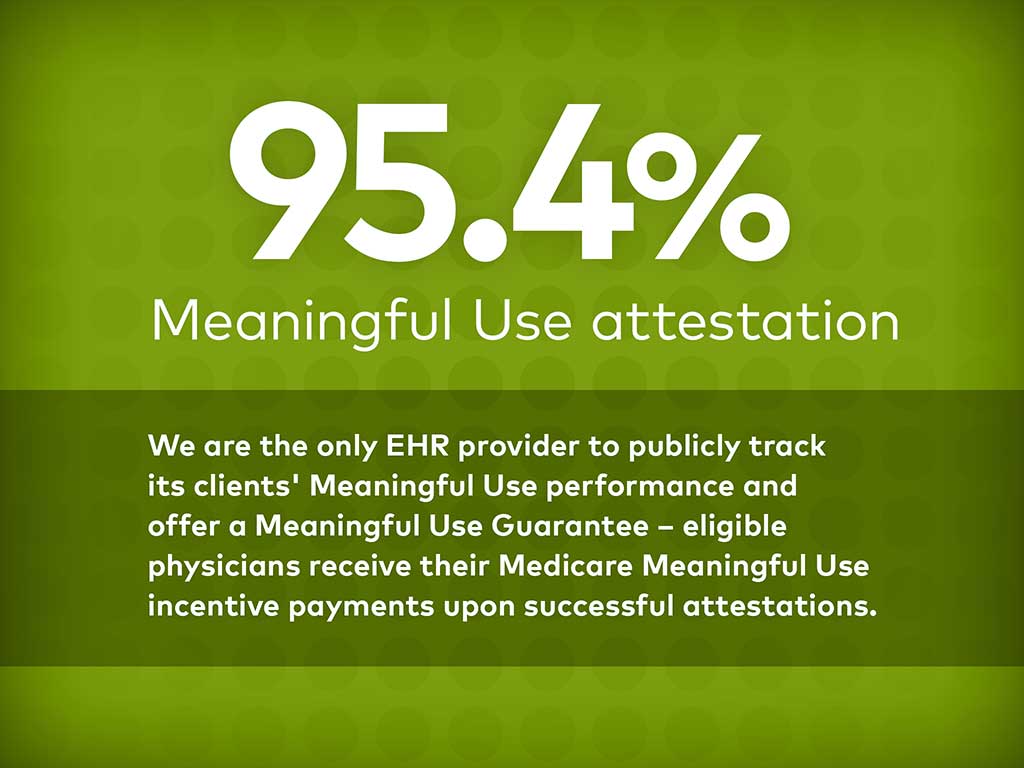 95.4%
Meaningful Use attestation
We are the only EHR provider to publicly track
its clients' Meaningful Use performance and
offer a Meaningful Use Guarantee – eligible
physicians receive their Medicare Meaningful Use
incentive payments upon successful attestations.